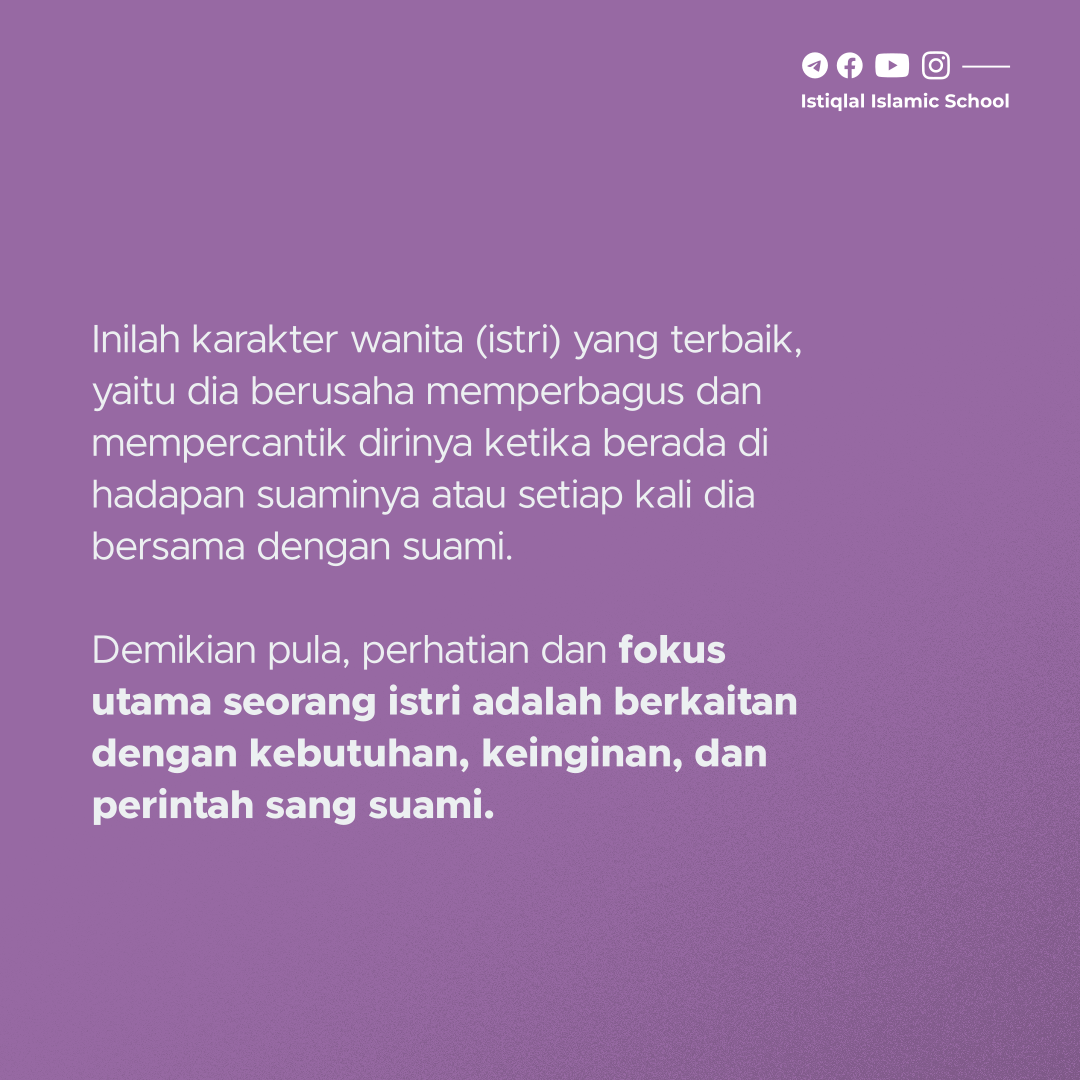 Istiqlal Islamic School
Inilah karakter wanita (istri) yang terbaik,
yaitu dia berusaha memperbagus dan
mempercantik dirinya ketika berada di
hadapan suaminya atau setiap kali dia
bersama dengan suami.
Demikian pula, perhatian dan fokus
utama seorang istri adalah berkaitan
dengan kebutuhan, keinginan, dan
perintah sang suami.